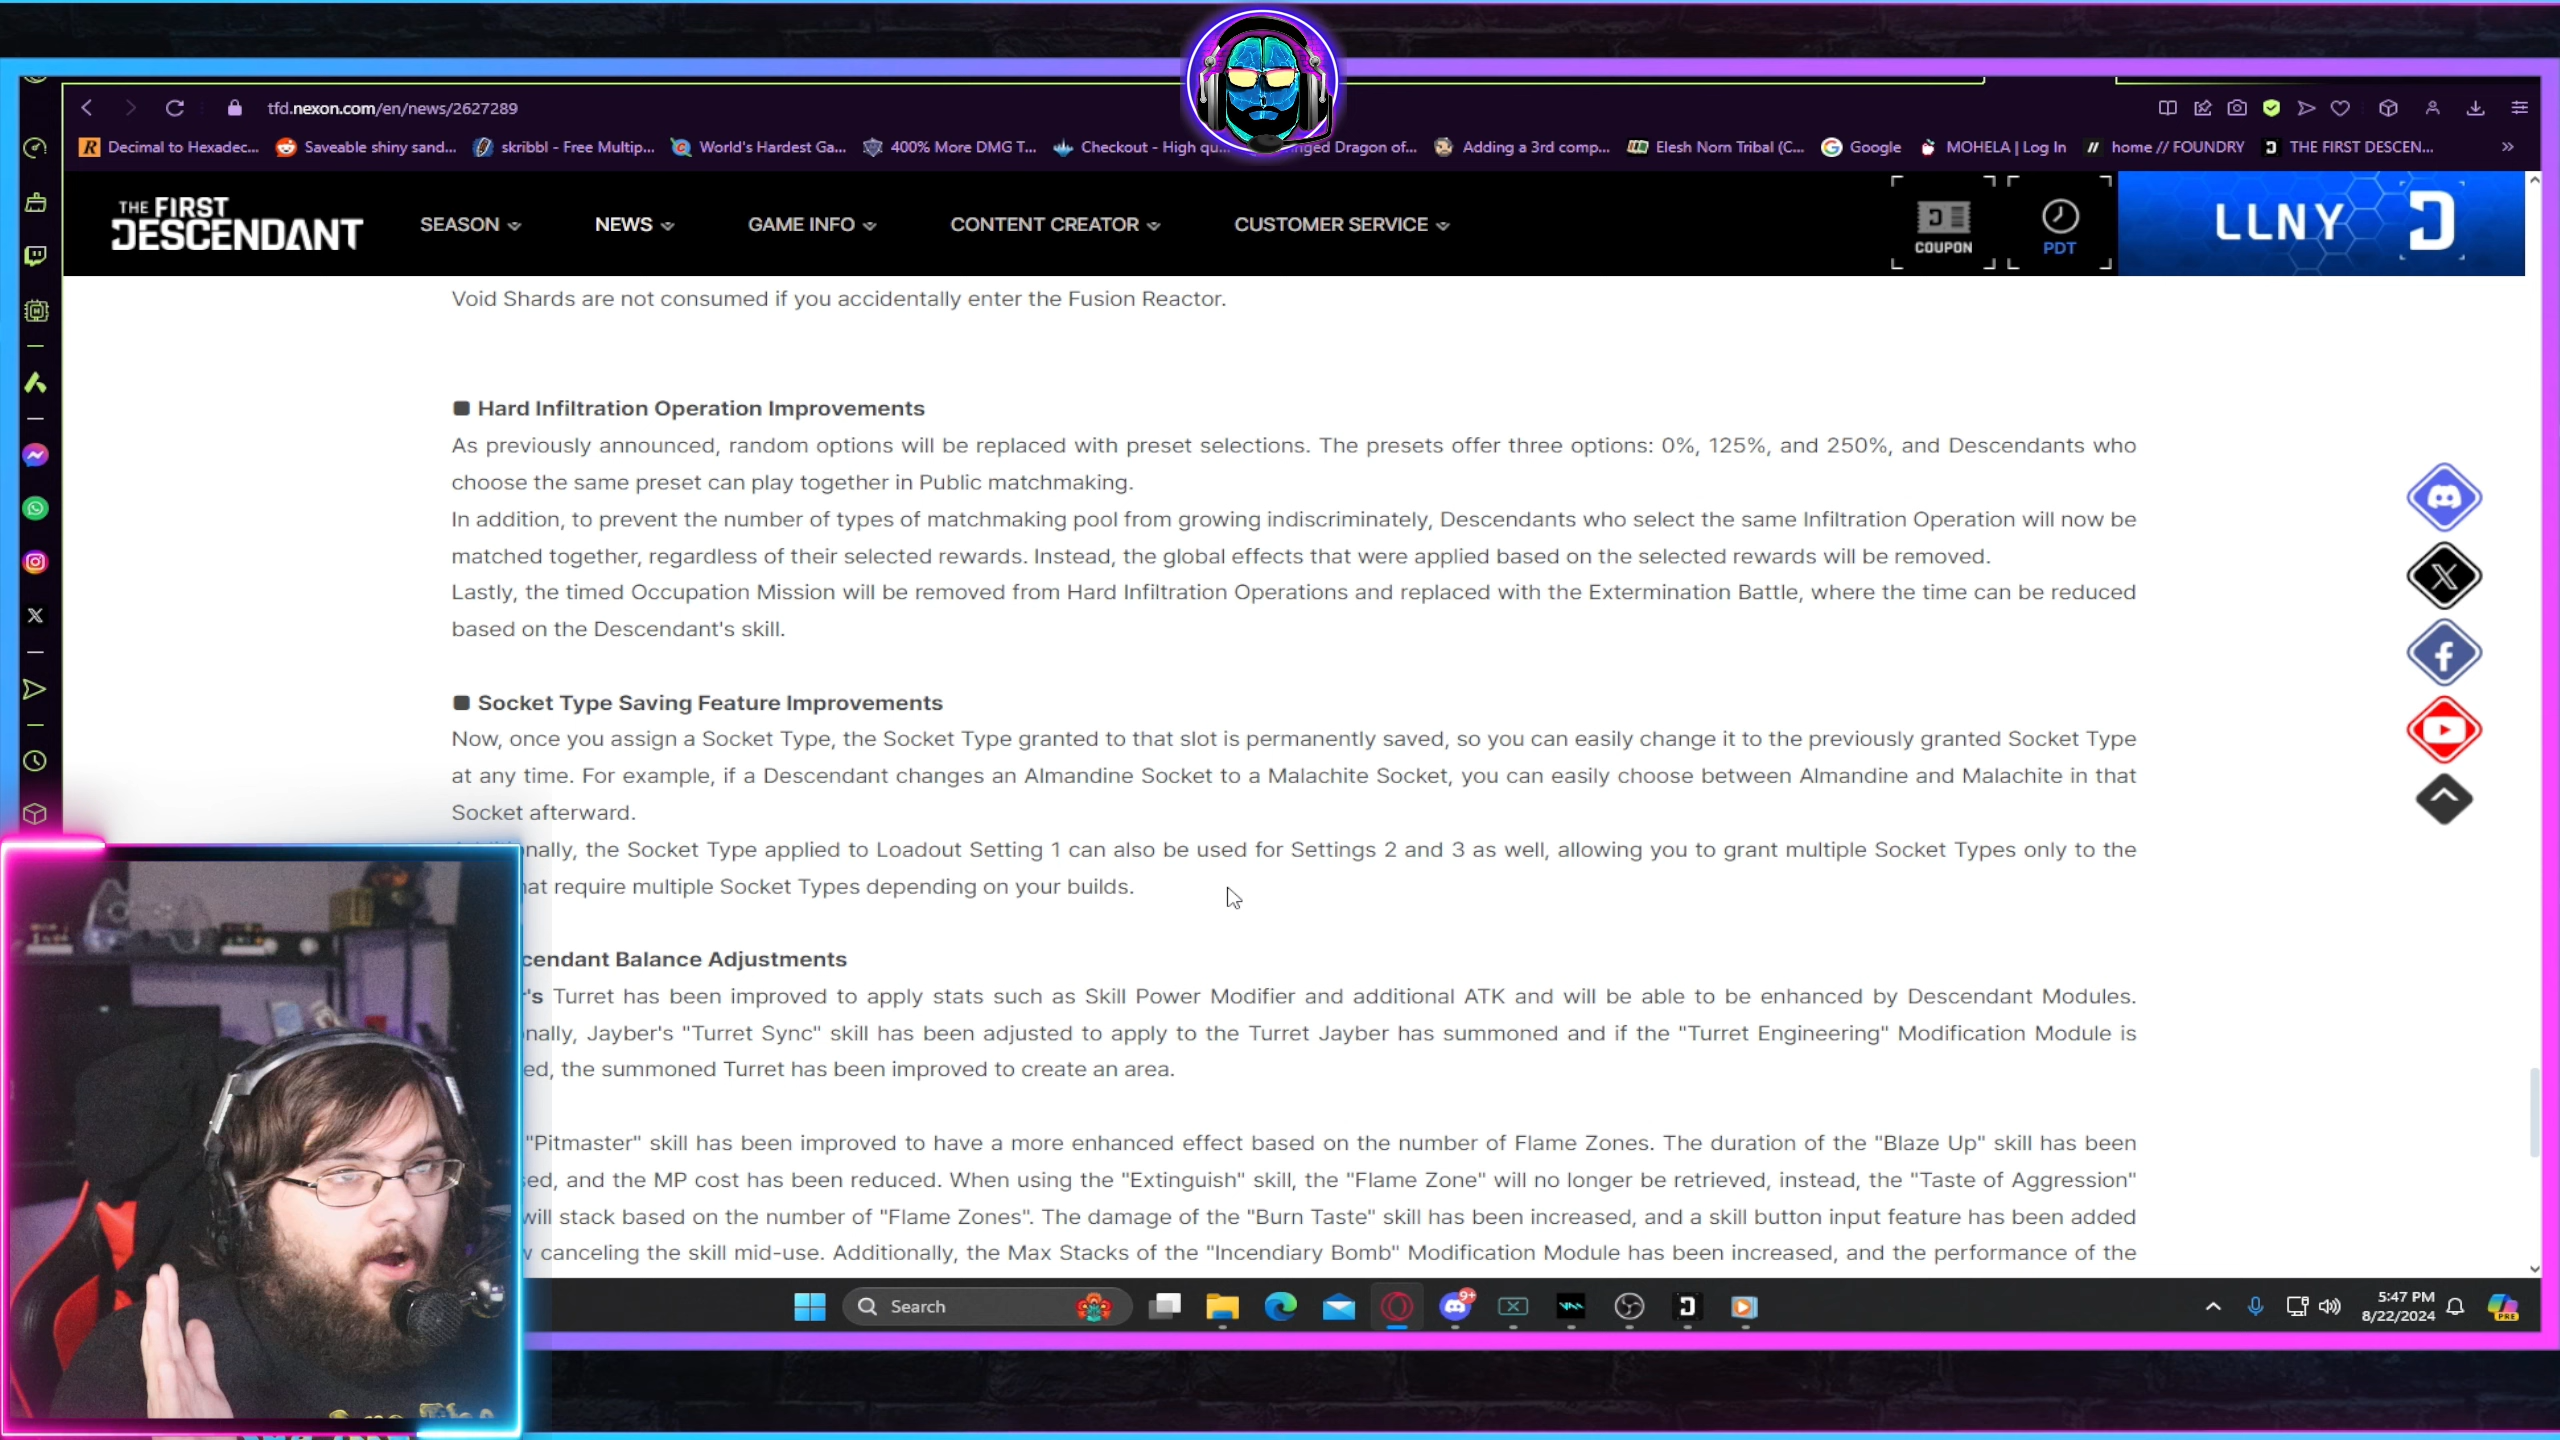 tfd.nexon.com/en/news/2627289
Decimal to Hexadec... Saveable shiny sand... skribbl - Free Multip... World's Hardest Ga... 400% More DMG T... Checkout - High qu... nged Dragon of... Adding a 3rd comp... Elesh Norn Tribal (C... Google MOHELA | Log In home // FOUNDRY THE FIRST DESCEN...
THE FIRST
DESCENDANT
SEASON NEWS GAME INFO CONTENT CREATOR CUSTOMER SERVICE
COUPON
PDT
LLNY
Void Shards are not consumed if you accidentally enter the Fusion Reactor.
Hard Infiltration Operation Improvements
As previously announced, random options will be replaced with preset selections. The presets offer three options: 0%, 125%, and 250%, and Descendants who
choose the same preset can play together in Public matchmaking.
In addition, to prevent the number of types of matchmaking pool from growing indiscriminately, Descendants who select the same Infiltration Operation will now be
matched together, regardless of their selected rewards. Instead, the global effects that were applied based on the selected rewards will be removed.
Lastly, the timed Occupation Mission will be removed from Hard Infiltration Operations and replaced with the Extermination Battle, where the time can be reduced
based on the Descendant's skill.
Socket Type Saving Feature Improvements
Now, once you assign a Socket Type, the Socket Type granted to that slot is permanently saved, so you can easily change it to the previously granted Socket Type
at any time. For example, if a Descendant changes an Almandine Socket to a Malachite Socket, you can easily choose between Almandine and Malachite in that
Socket afterward.
nally, the Socket Type applied to Loadout Setting 1 can also be used for Settings 2 and 3 as well, allowing you to grant multiple Socket Types only to the
at require multiple Socket Types depending on your builds.
cendant Balance Adjustments
's Turret has been improved to apply stats such as Skill Power Modifier and additional ATK and will be able to be enhanced by Descendant Modules.
nally, Jayber's "Turret Sync" skill has been adjusted to apply to the Turret Jayber has summoned and if the "Turret Engineering" Modification Module is
ed, the summoned Turret has been improved to create an area.
"Pitmaster" skill has been improved to have a more enhanced effect based on the number of Flame Zones. The duration of the "Blaze Up" skill has been
ed, and the MP cost has been reduced. When using the "Extinguish" skill, the "Flame Zone" will no longer be retrieved, instead, the "Taste of Aggression"
will stack based on the number of "Flame Zones". The damage of the "Burn Taste" skill has been increased, and a skill button input feature has been added
canceling the skill mid-use. Additionally, the Max Stacks of the "Incendiary Bomb" Modification Module has been increased, and the performance of the
Search
9+
5:47 PM
8/22/2024
PRE